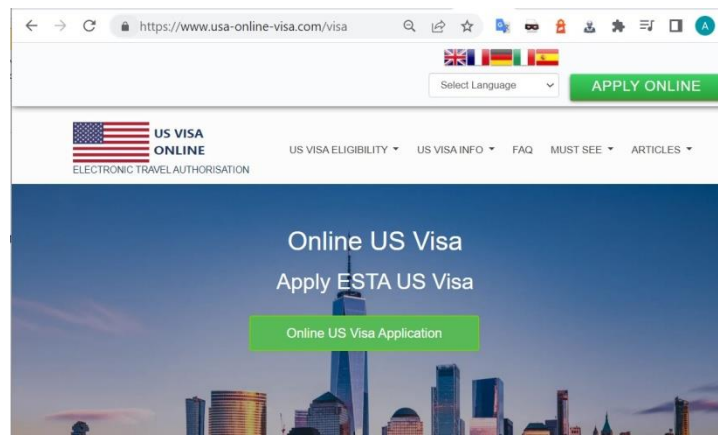 https://www.usa-online-visa.com/visa
A
Select Language
APPLY ONLINE
US VISA
ONLINE
ELECTRONIC TRAVEL AUTHORISATION
US VISA ELIGIBILITY US VISA INFO FAQ MUST SEE ARTICLES
Online US Visa
Apply ESTA US Visa
Online US Visa Application